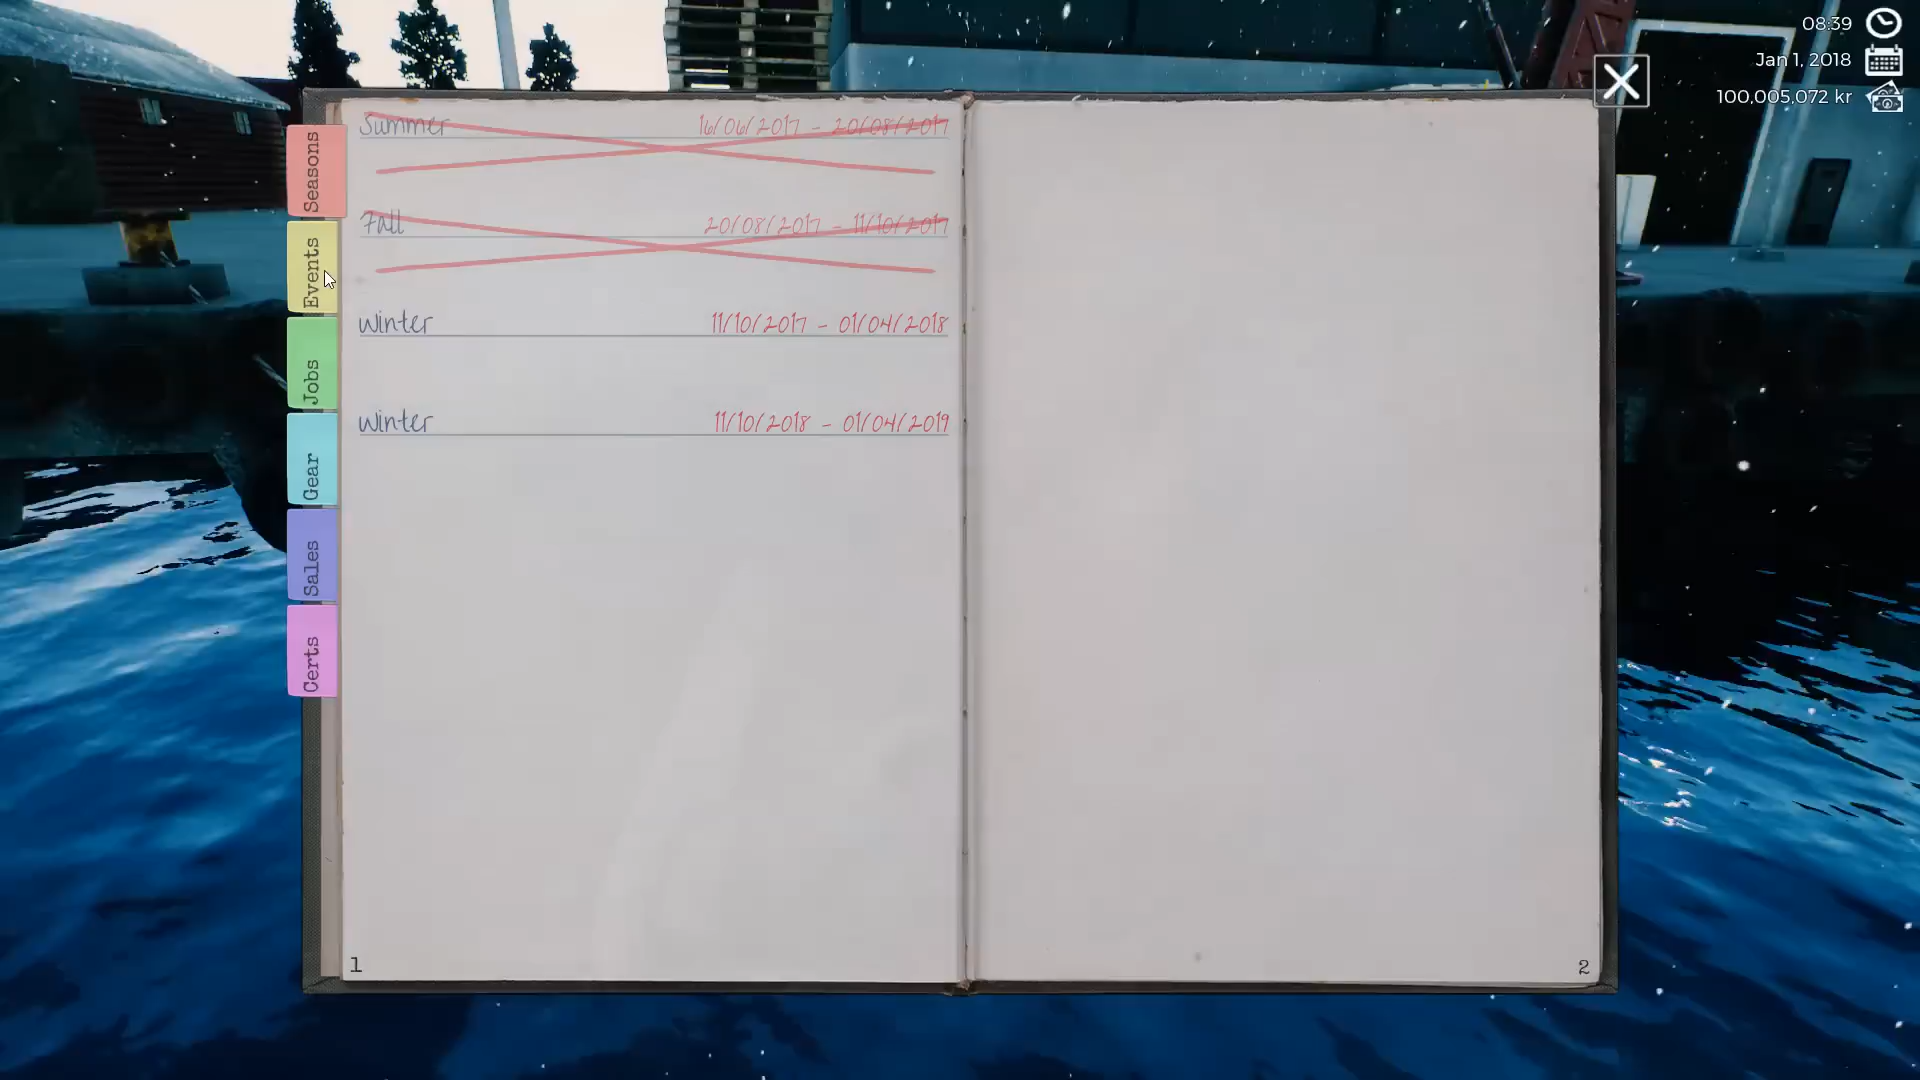 08:39
Jan 1, 2018
100,005,072 kr
Summer 16/06/2017 - 20/08/2017
Fall 20/08/2017 - 11/10/2017
Winter 11/10/2017 - 01/04/2018
Winter 11/10/2018 - 01/04/2019
Seasons
Events
Jobs
Gear
Sales
Certs
1
2